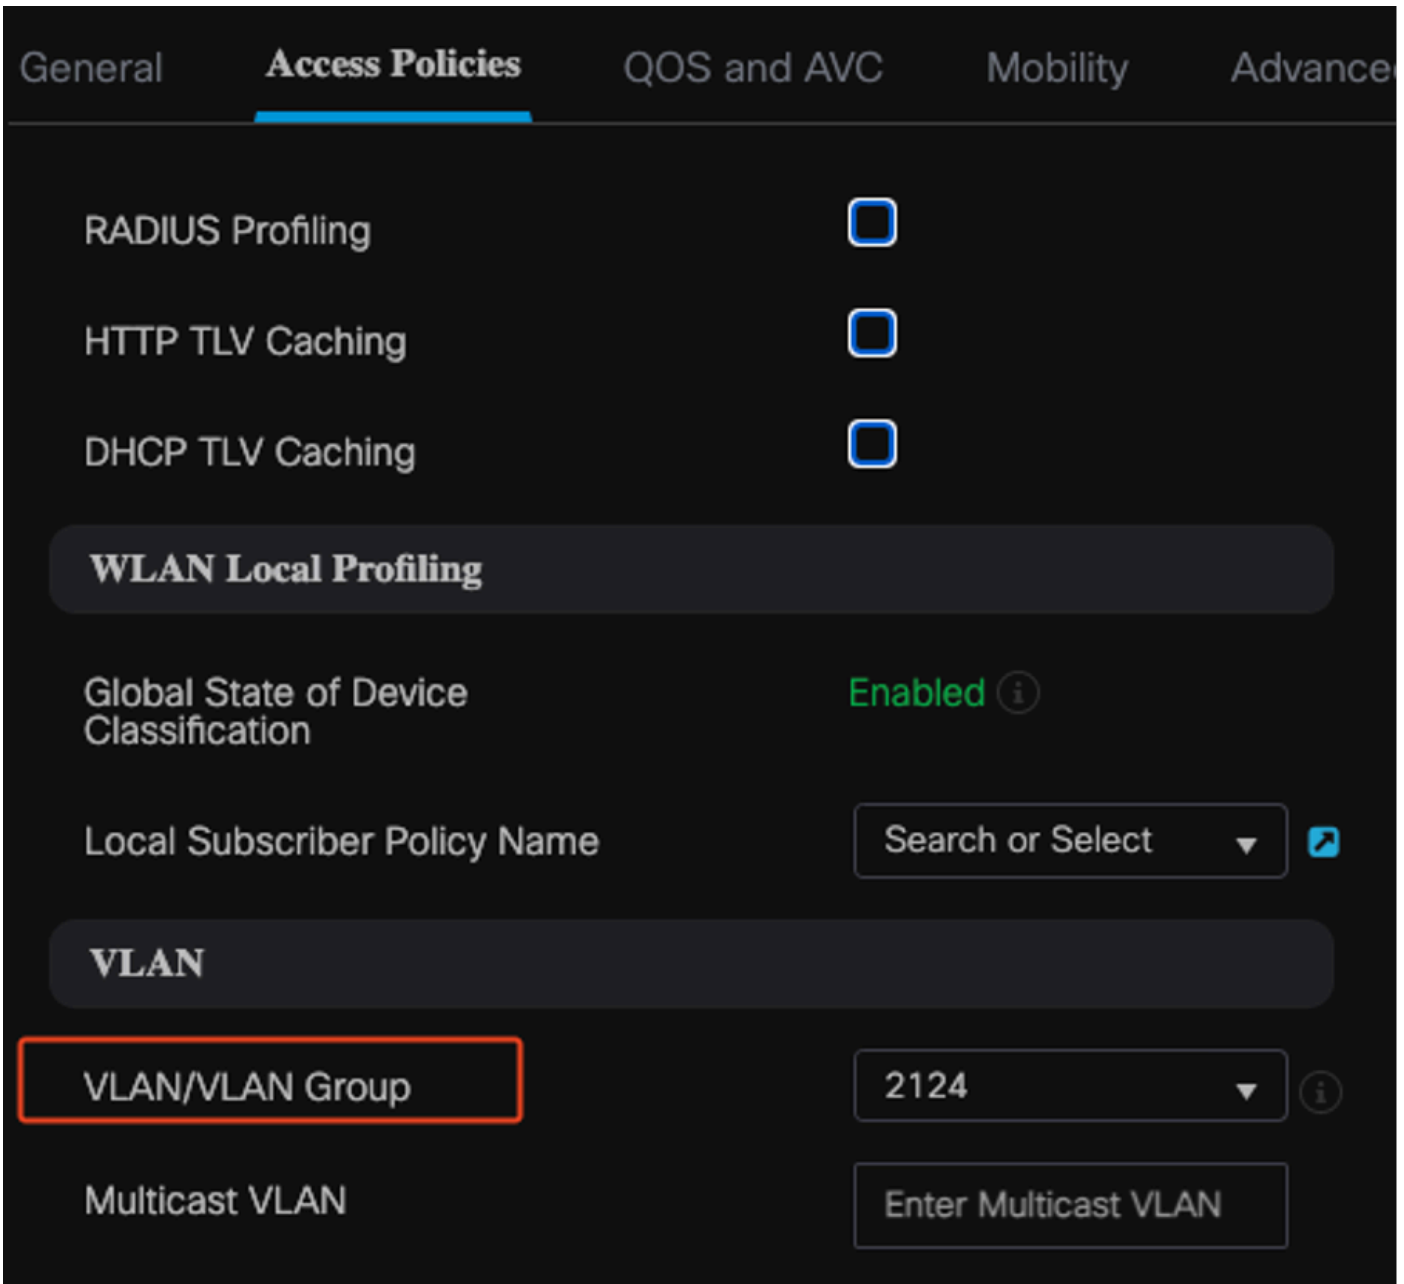 General Access Policies QOS and AVC Mobility Advance
RADIUS Profiling
HTTP TLV Caching
DHCP TLV Caching
WLAN Local Profiling
Global State of Device
Classification
Enabled
Local Subscriber Policy Name
Search or Select
VLAN
VLAN/VLAN Group
2124
Multicast VLAN
Enter Multicast VLAN